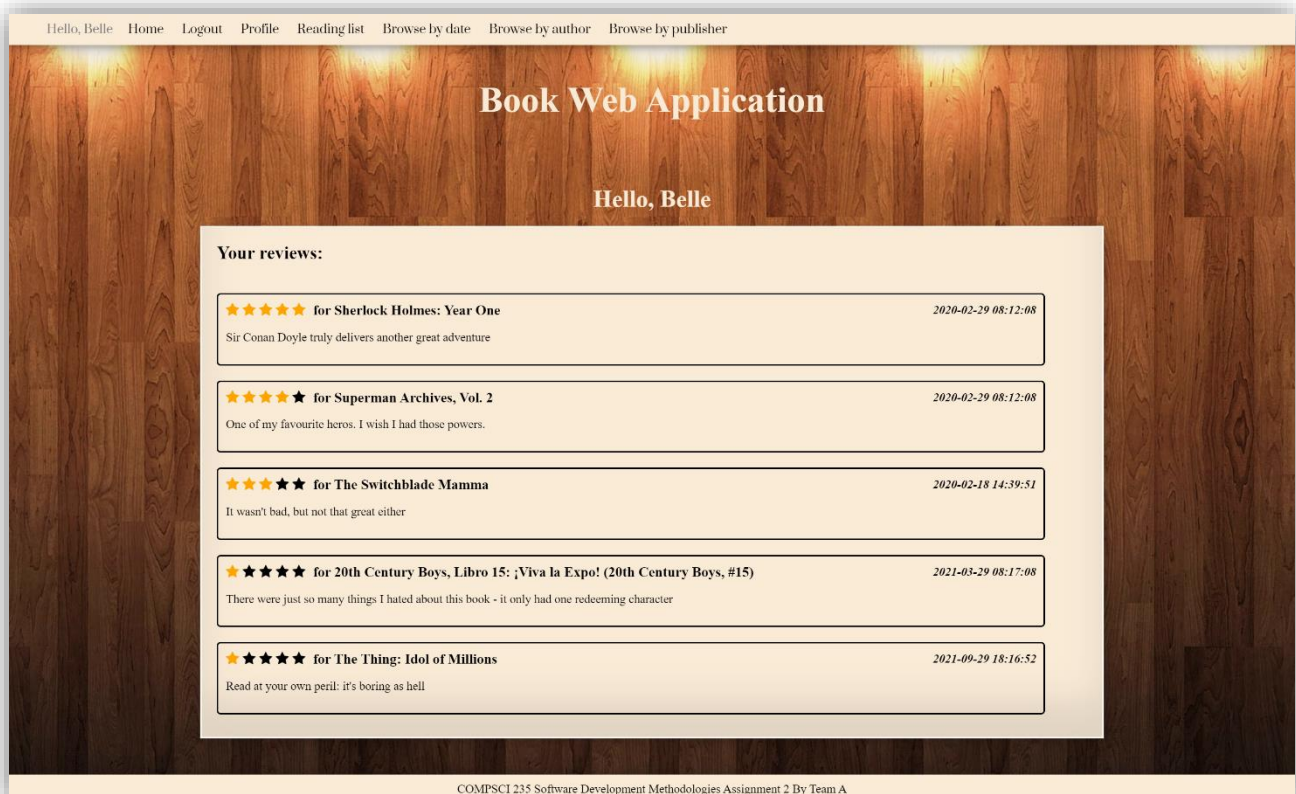 Hello, Belle Home Logout Profile Reading list Browse by date Browse by author Browse by publisher
Book Web Application
Hello, Belle
Your reviews:
for Sherlock Holmes: Year One 2020-02-29 08:12:08
Sir Conan Doyle truly delivers another great adventure
for Superman Archives, Vol. 2 2020-02-29 08:12:08
One of my favourite heros. I wish I had those powers.
for The Switchblade Mamma 2020-02-18 14:39:51
It wasn't bad, but not that great either
for 20th Century Boys, Libro 15: ¡Viva la Expo! (20th Century Boys, #15) 2021-03-29 08:17:08
There were just so many things I hated about this book - it only had one redeeming character
for The Thing: Idol of Millions 2021-09-29 18:16:52
Read at your own peril: it's boring as hell
COMPSCI 235 Software Development Methodologies Assignment 2 By Team A